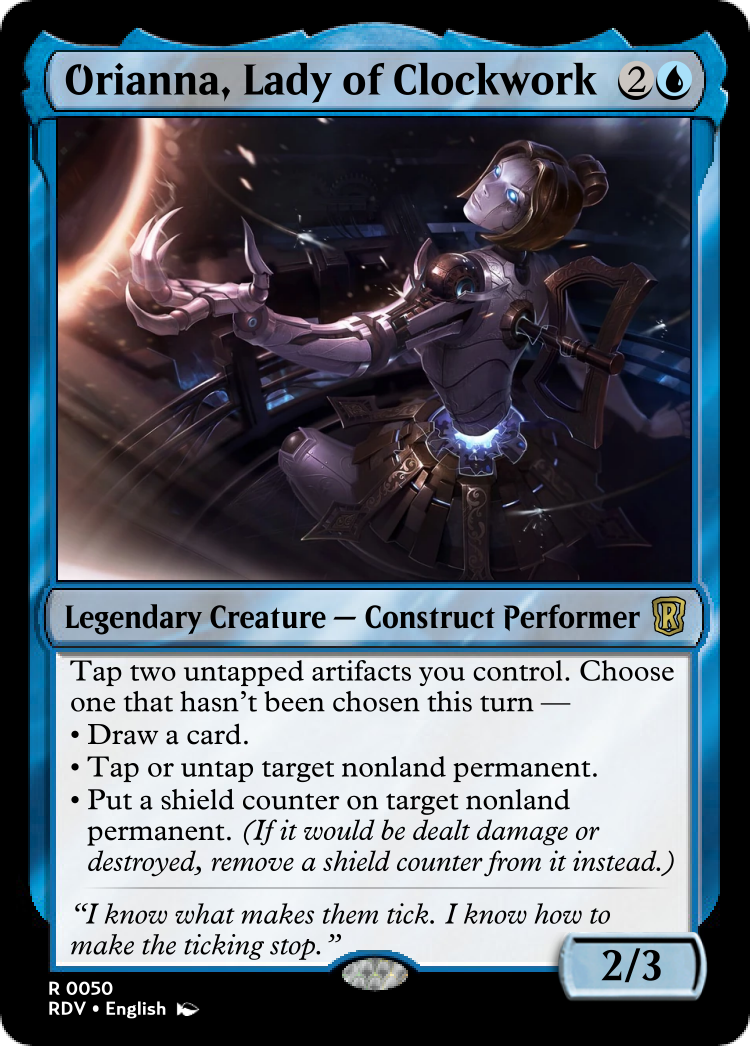 Orianna, Lady of Clockwork 2
Legendary Creature — Construct Performer R
Tap two untapped artifacts you control. Choose
one that hasn't been chosen this turn —
• Draw a card.
• Tap or untap target nonland permanent.
• Put a shield counter on target nonland
permanent. (If it would be dealt damage or
destroyed, remove a shield counter from it instead.)
“I know what makes them tick. I know how to
make the ticking stop.”
2/3
R 0050
RDV • English